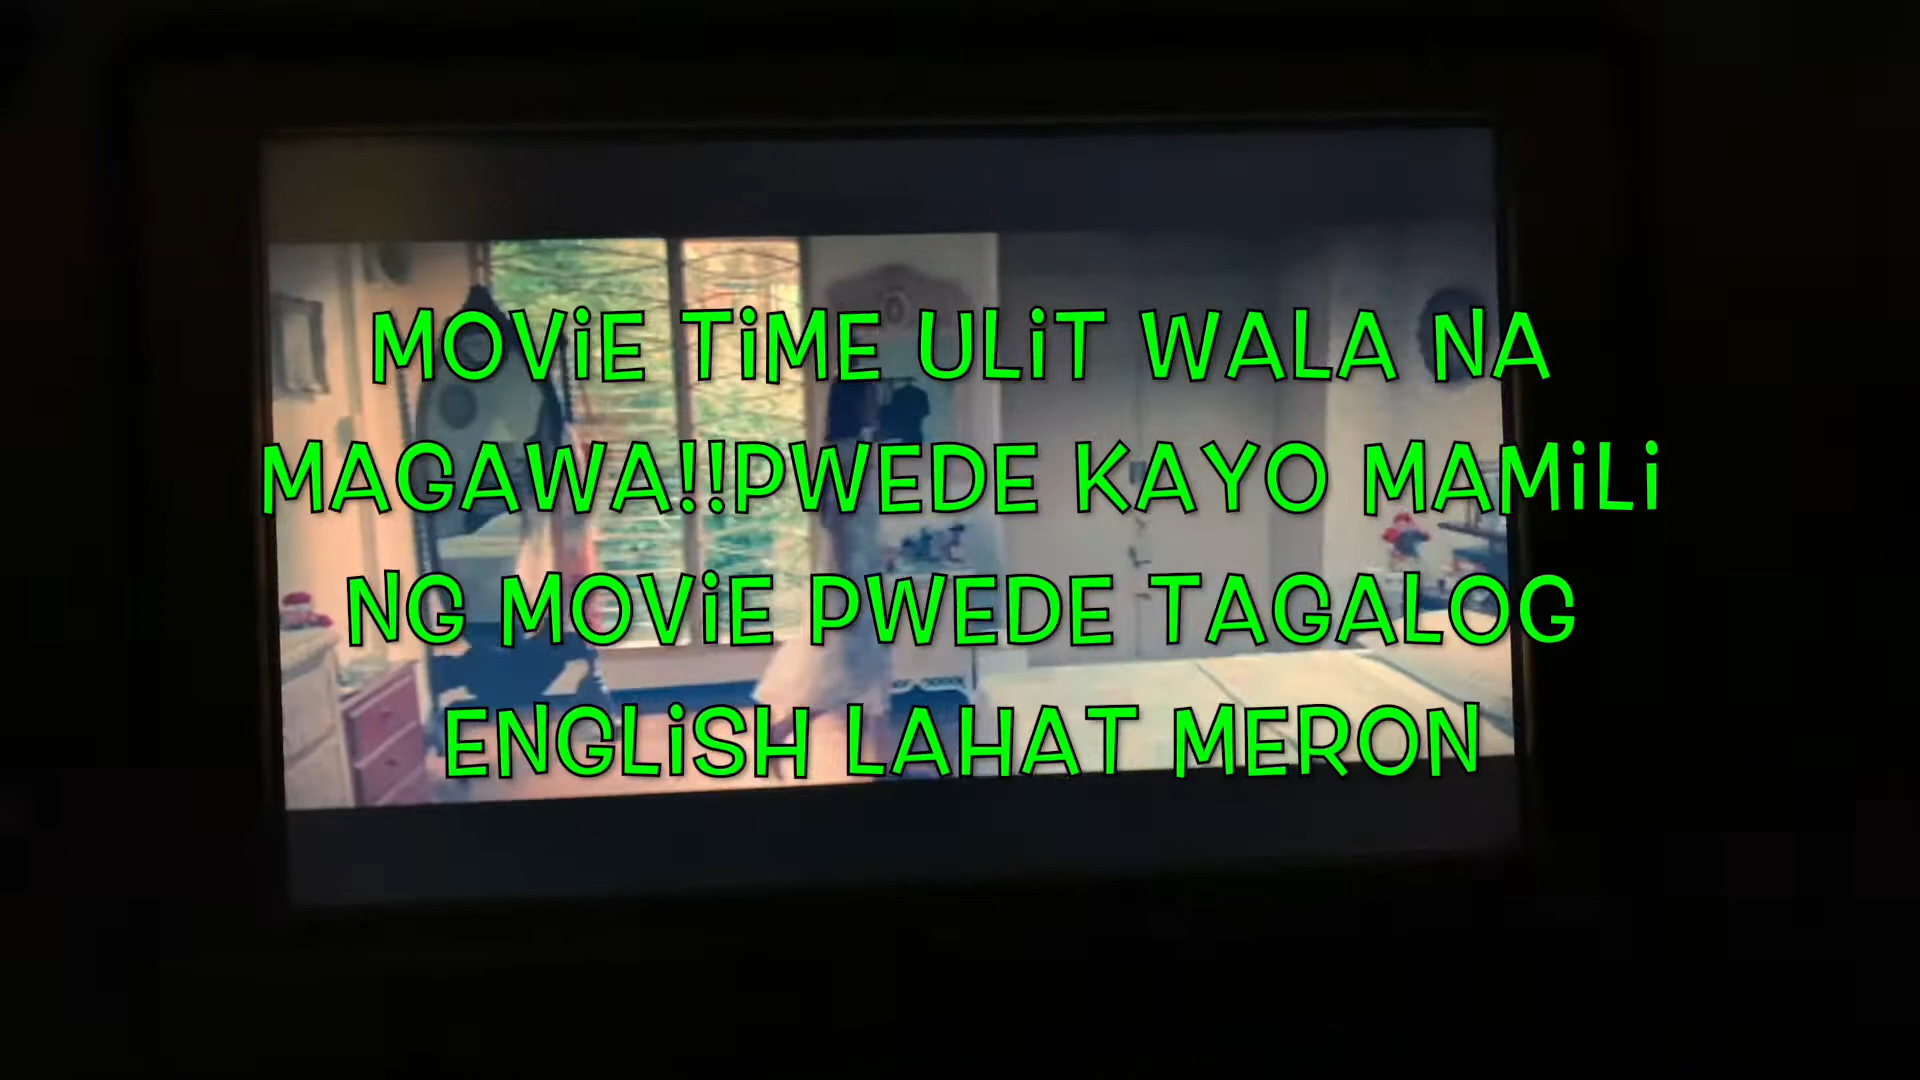 MOViE TiME ULiT WALA NA
MAGAWA!!PWEDE KAYO MAMiLi
NG MOViE PWEDE TAGALOG
ENGLiSH LAHAT MERON